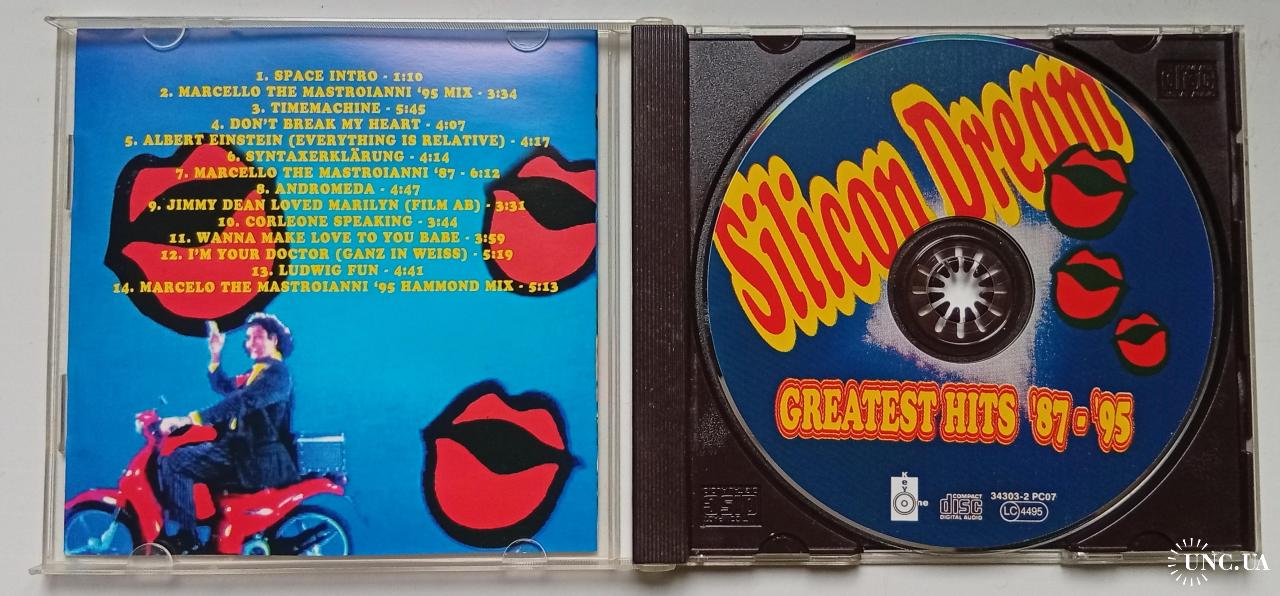 1. SPACE INTRO - 1:10
2. MARCELLO THE MASTROIANNI '95 MIX - 3:34
3. TIMEMACHINE - 5:45
4. DON'T BREAK MY HEART - 4:07
5. ALBERT EINSTEIN (EVERYTHING IS RELATIVE) - 4:17
6. SYNTAXERKLÄRUNG - 4:14
7. MARCELLO THE MASTROIANNI '87 - 6:12
8. ANDROMEDA - 4:47
9. JIMMY DEAN LOVED MARILYN (FILM AB) - 3:31
10. CORLEONE SPEAKING - 3:44
11. WANNA MAKE LOVE TO YOU BABE - 3:59
12. I'M YOUR DOCTOR (GANZ IN WEISS) - 5:19
13. LUDWIG FUN - 4:41
14. MARCELO THE MASTROIANNI '95 HAMMOND MIX - 5:13
Silicon Dream
GREATEST HITS '87 - '95
Key One
COMPACT
disc
DIGITAL AUDIO
34303-2 PC07
LC 4495
UNC.UA